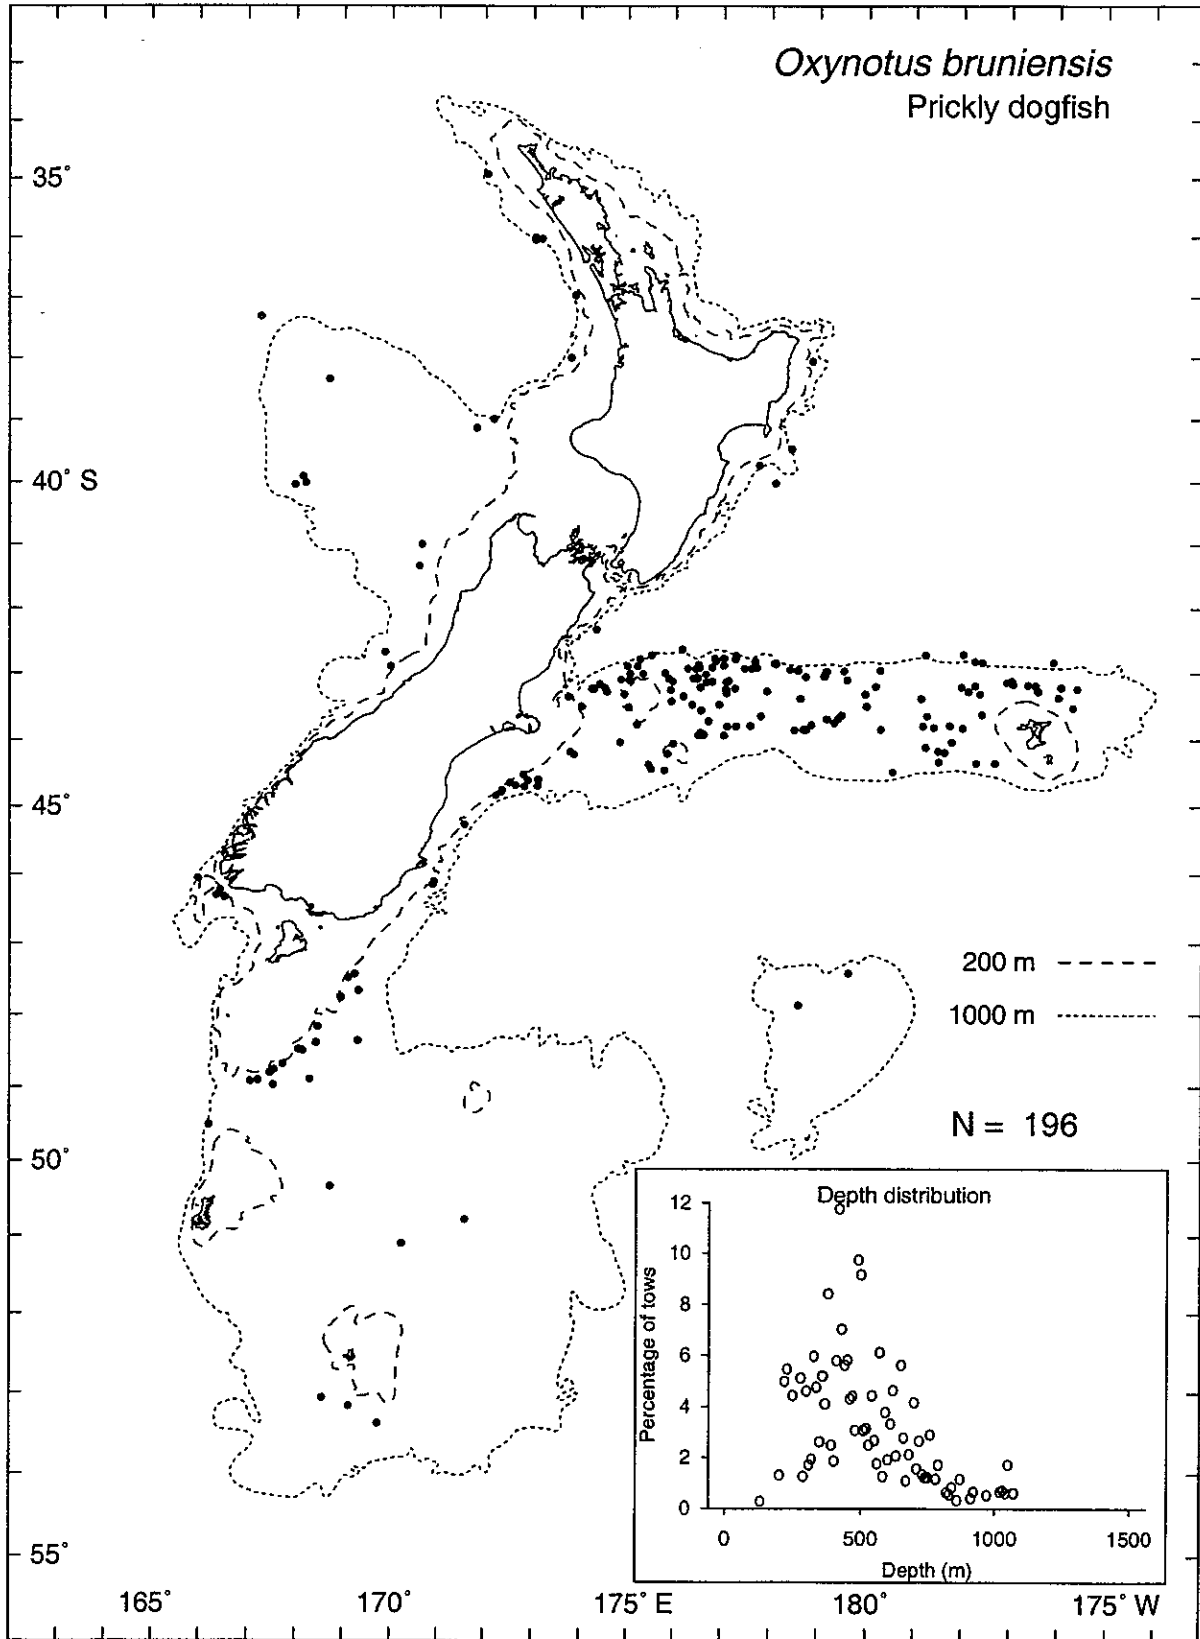 Oxynotus bruniensis
Prickly dogfish
35°
40° S
45°
200 m
1000 m
N = 196
50°
Depth distribution
12
10
8
6
4
2
0
Percentage of tows
0 500 1000 1500
Depth (m)
55°
165° 170° 175° E 180° 175° W